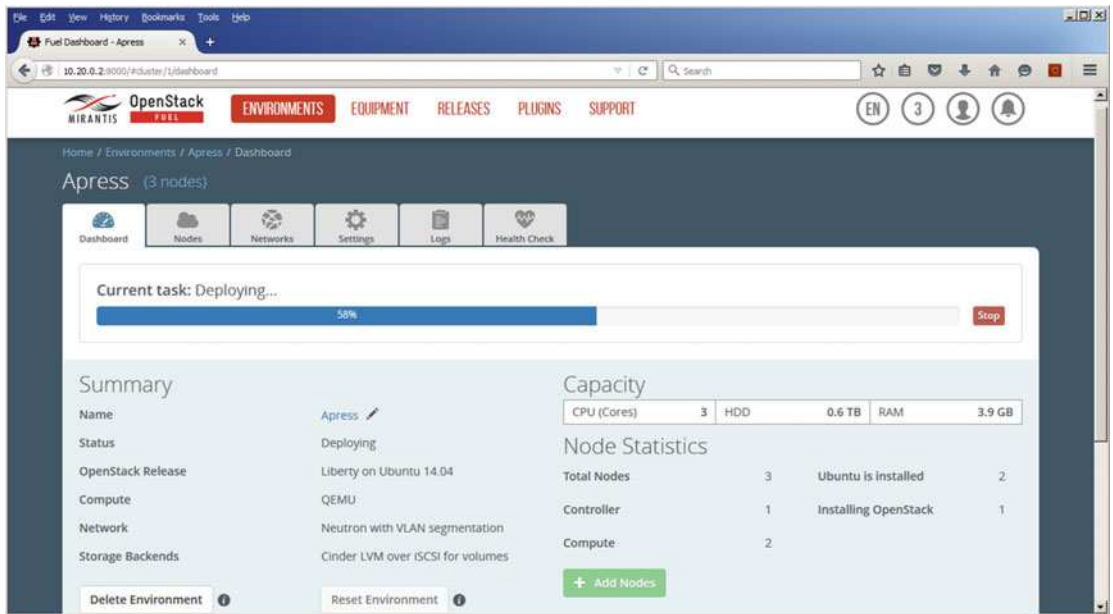 File Edit View History Bookmarks Tools Help
Fuel Dashboard - Apress × +
10.20.0.2:8000/#cluster/1/dashboard Search
MIRANTIS OpenStack FUEL ENVIRONMENTS EQUIPMENT RELEASES PLUGINS SUPPORT EN 3
Home / Environments / Apress / Dashboard
Apress (3 nodes)
Dashboard Nodes Networks Settings Logs Health Check
Current task: Deploying...
58% Stop
Summary
Name Apress
Status Deploying
OpenStack Release Liberty on Ubuntu 14.04
Compute QEMU
Network Neutron with VLAN segmentation
Storage Backends Cinder LVM over iSCSI for volumes
Delete Environment Reset Environment
Capacity
CPU (Cores) 3 HDD 0.6 TB RAM 3.9 GB
Node Statistics
Total Nodes 3 Ubuntu is installed 2
Controller 1 Installing OpenStack 1
Compute 2
+ Add Nodes